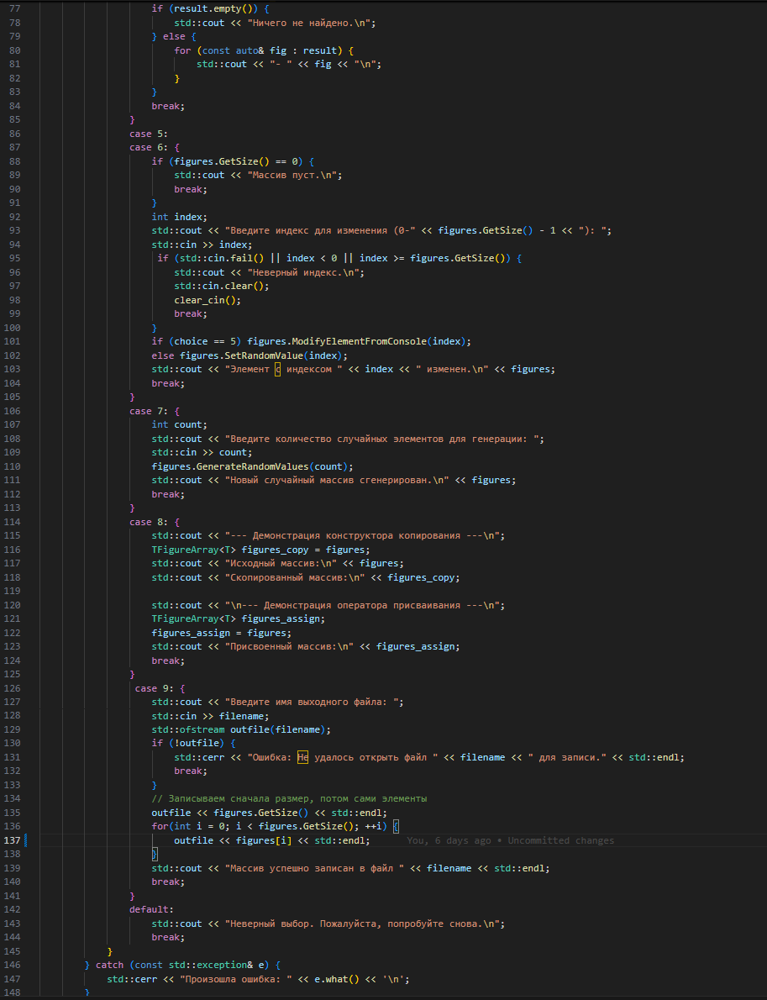 77 if (result.empty()) {
78 std::cout << "Ничего не найдено.\n";
79 } else {
80 for (const auto& fig : result) {
81 std::cout << "- " << fig << "\n";
82 }
83 }
84 break;
85 }
86 case 5:
87 case 6: {
88 if (figures.GetSize() == 0) {
89 std::cout << "Массив пуст.\n";
90 break;
91 }
92 int index;
93 std::cout << "Введите индекс для изменения (0-" << figures.GetSize() - 1 << "): ";
94 std::cin >> index;
95 if (std::cin.fail() || index < 0 || index >= figures.GetSize()) {
96 std::cout << "Неверный индекс.\n";
97 std::cin.clear();
98 clear_cin();
99 break;
100 }
101 if (choice == 5) figures.ModifyElementFromConsole(index);
102 else figures.SetRandomValue(index);
103 std::cout << "Элемент с индексом " << index << " изменен.\n" << figures;
104 break;
105 }
106 case 7: {
107 int count;
108 std::cout << "Введите количество случайных элементов для генерации: ";
109 std::cin >> count;
110 figures.GenerateRandomValues(count);
111 std::cout << "Новый случайный массив сгенерирован.\n" << figures;
112 break;
113 }
114 case 8: {
115 std::cout << "--- Демонстрация конструктора копирования ---\n";
116 TFigureArray<T> figures_copy = figures;
117 std::cout << "Исходный массив:\n" << figures;
118 std::cout << "Скопированный массив:\n" << figures_copy;
119
120 std::cout << "\n--- Демонстрация оператора присваивания ---\n";
121 TFigureArray<T> figures_assign;
122 figures_assign = figures;
123 std::cout << "Присвоенный массив:\n" << figures_assign;
124 break;
125 }
126 case 9: {
127 std::cout << "Введите имя выходного файла: ";
128 std::cin >> filename;
129 std::ofstream outfile(filename);
130 if (!outfile) {
131 std::cerr << "Ошибка: Не удалось открыть файл " << filename << " для записи." << std::endl;
132 break;
133 }
134 // Записываем сначала размер, потом сами элементы
135 outfile << figures.GetSize() << std::endl;
136 for(int i = 0; i < figures.GetSize(); ++i) {
137 outfile << figures[i] << std::endl; You, 6 days ago • Uncommitted changes
138 }
139 std::cout << "Массив успешно записан в файл " << filename << std::endl;
140 break;
141 }
142 default:
143 std::cout << "Неверный выбор. Пожалуйста, попробуйте снова.\n";
144 break;
145 }
146 } catch (const std::exception& e) {
147 std::cerr << "Произошла ошибка: " << e.what() << '\n';
148 }